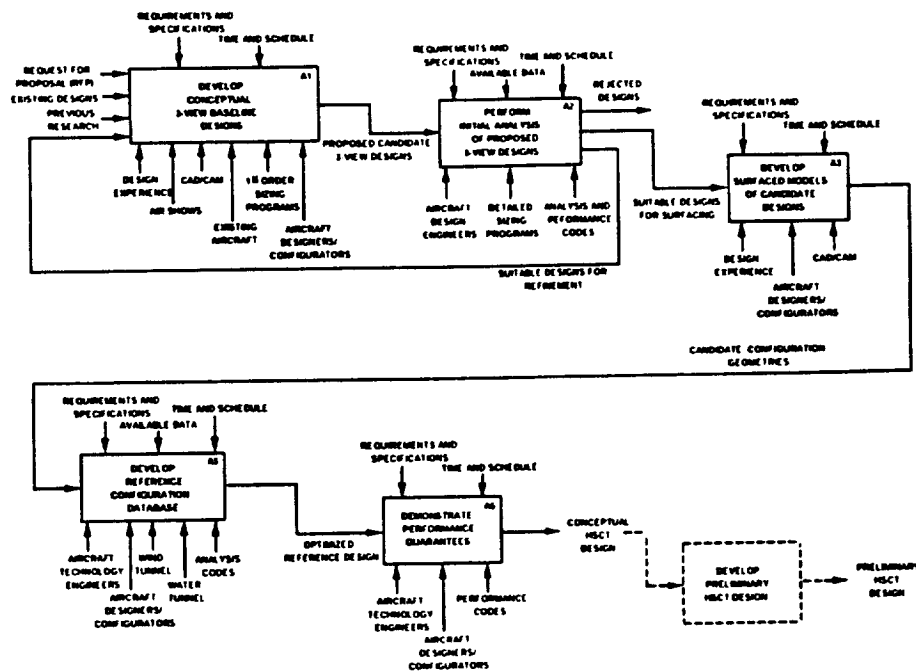 REQUIREMENTS AND
SPECIFICATIONS
TIME AND SCHEDULE
REQUEST FOR
PROPOSAL (RFP)
EXISTING DESIGNS
PREVIOUS
RESEARCH
A1
DEVELOP
CONCEPTUAL
3-VIEW BASELINE
DESIGNS
DESIGN
EXPERIENCE
AIR SHOWS
CAD/CAM
EXISTING
AIRCRAFT
1st ORDER
SIZING
PROGRAMS
AIRCRAFT
DESIGNERS/
CONFIGURATORS
PROPOSED CANDIDATE
3-VIEW DESIGNS
REQUIREMENTS AND
SPECIFICATIONS
AVAILABLE DATA
TIME AND SCHEDULE
A2
PERFORM
INITIAL ANALYSIS
OF PROPOSED
3-VIEW DESIGNS
REJECTED
DESIGNS
AIRCRAFT
DESIGN
ENGINEERS
DETAILED
SIZING
PROGRAMS
ANALYSIS AND
PEFORMANCE
CODES
SUITABLE DESIGNS FOR
REFINEMENT
SUITABLE DESIGNS
FOR SURFACING
REQUIREMENTS AND
SPECIFICATIONS
TIME AND SCHEDULE
A3
DEVELOP
SURFACED MODELS
OF CANDIDATE
DESIGNS
DESIGN
EXPERIENCE
AIRCRAFT
DESIGNERS/
CONFIGURATORS
CAD/CAM
CANDIDATE CONFIGURATION
GEOMETRIES
REQUIREMENTS AND
SPECIFICATIONS
AVAILABLE DATA
TIME AND SCHEDULE
A5
DEVELOP
REFERENCE
CONFIGURATION
DATABASE
AIRCRAFT
TECHNOLOGY
ENGINEERS
AIRCRAFT
DESIGNERS/
CONFIGURATORS
WIND
TUNNEL
WATER
TUNNEL
ANALYSIS
CODES
OPTIMIZED
REFERENCE DESIGN
REQUIREMENTS AND
SPECIFICATIONS
TIME AND SCHEDULE
A6
DEMONSTRATE
PERFORMANCE
GUARANTEES
AIRCRAFT
TECHNOLOGY
ENGINEERS
AIRCRAFT
DESIGNERS/
CONFIGURATORS
PERFORMANCE
CODES
CONCEPTUAL
HSCT
DESIGN
DEVELOP
PRELIMINARY
HSCT DESIGN
PRELIMINARY
HSCT
DESIGN